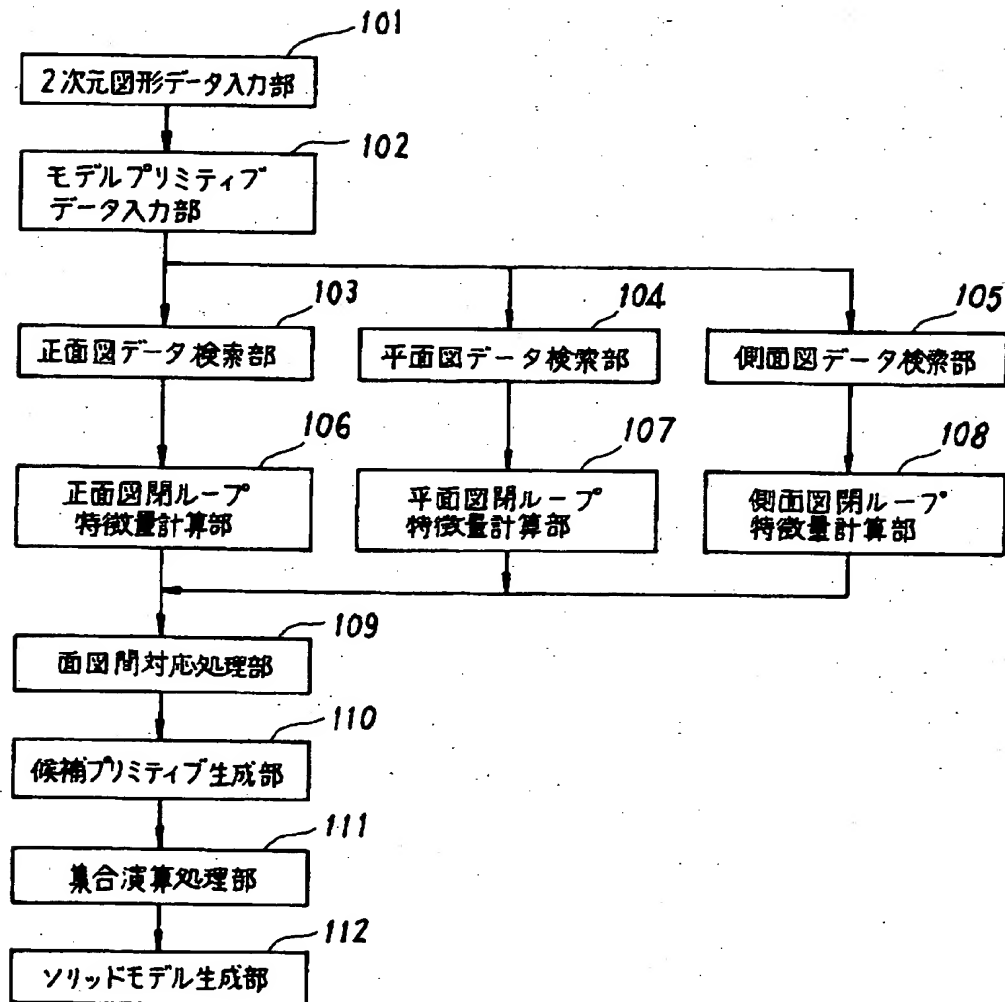 101
2次元図形データ入力部
102
モデルプリミティブ
データ入力部
103
正面図データ検索部
104
平面図データ検索部
105
側面図データ検索部
106
正面図閉ループ
特徴量計算部
107
平面図閉ループ
特徴量計算部
108
側面図閉ループ
特徴量計算部
109
面図間対応処理部
110
候補プリミティブ生成部
111
集合演算処理部
112
ソリッドモデル生成部